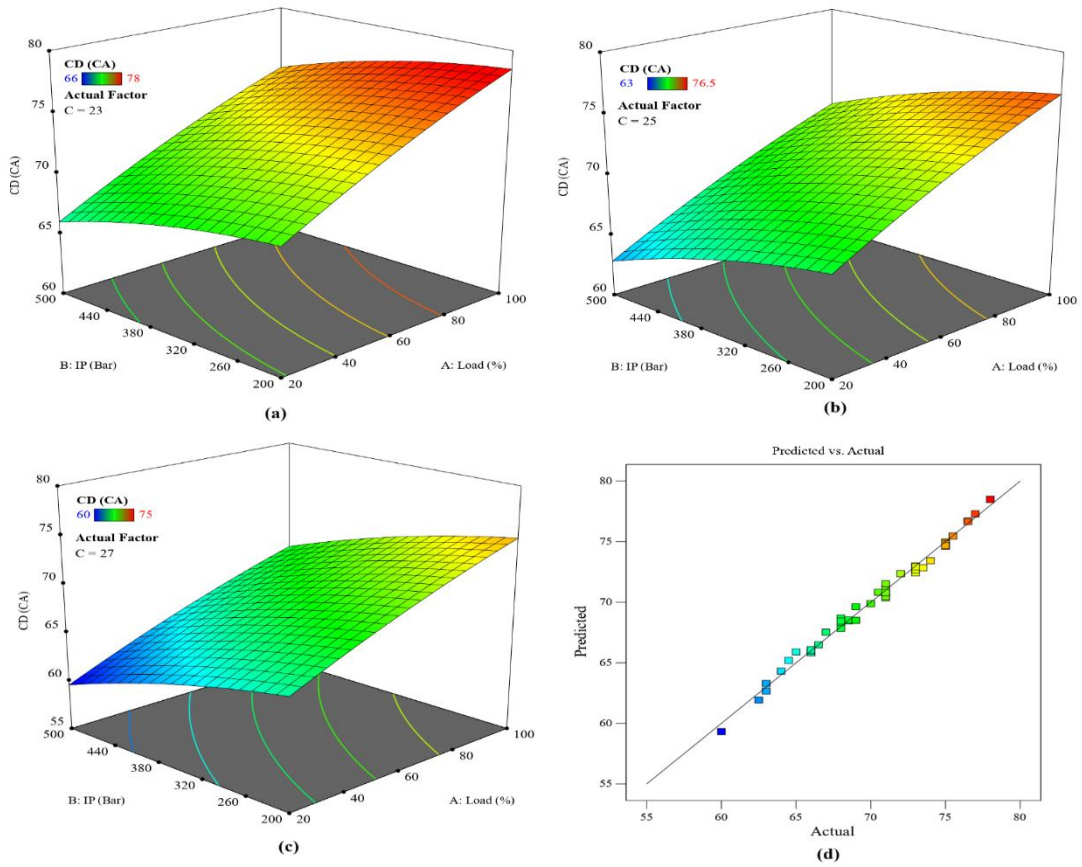 80
75
70
65
60
CD (CA)
CD (CA)
66 78
Actual Factor
C = 23
500
440
380
320
260
200
B: IP (Bar)
20
40
60
80
100
A: Load (%)
(a)
80
75
70
65
60
CD (CA)
CD (CA)
63 76.5
Actual Factor
C = 25
500
440
380
320
260
200
B: IP (Bar)
20
40
60
80
100
A: Load (%)
(b)
80
75
70
65
60
55
CD (CA)
CD (CA)
60 75
Actual Factor
C = 27
500
440
380
320
260
200
B: IP (Bar)
20
40
60
80
100
A: Load (%)
(c)
Predicted vs. Actual
80
75
70
65
60
55
Predicted
55 60 65 70 75 80
Actual
(d)